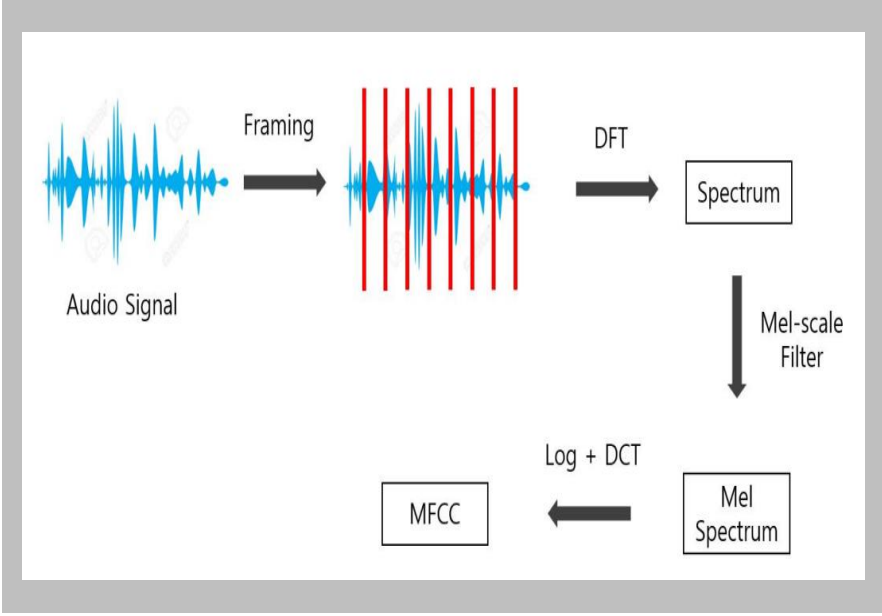 Framing
DFT
Spectrum
Audio Signal
Mel-scale
Filter
Log + DCT
MFCC
Mel
Spectrum